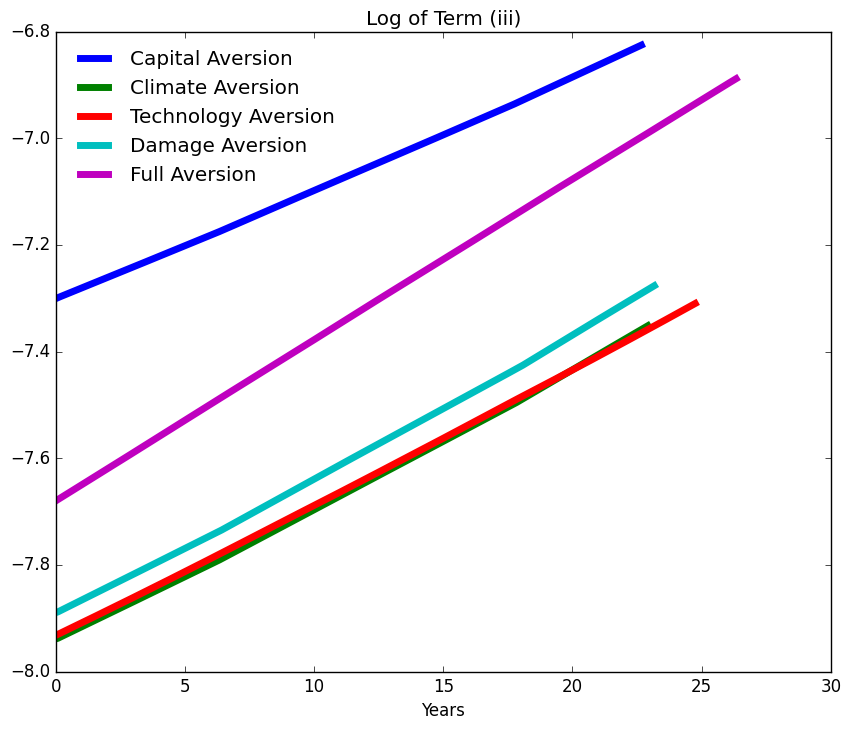 Log of Term (iii)
−6.8
−7.0
−7.2
−7.4
−7.6
−7.8
−8.0
Capital Aversion
Climate Aversion
Technology Aversion
Damage Aversion
Full Aversion
0 5 10 15 20 25 30
Years